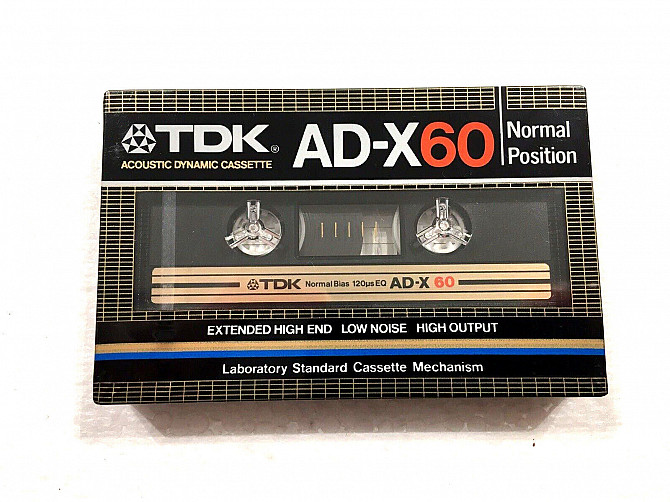 TDK® AD-X60 Normal Position
ACOUSTIC DYNAMIC CASSETTE
TDK Normal Bias 120μs EQ AD-X 60
EXTENDED HIGH END LOW NOISE HIGH OUTPUT
Laboratory Standard Cassette Mechanism